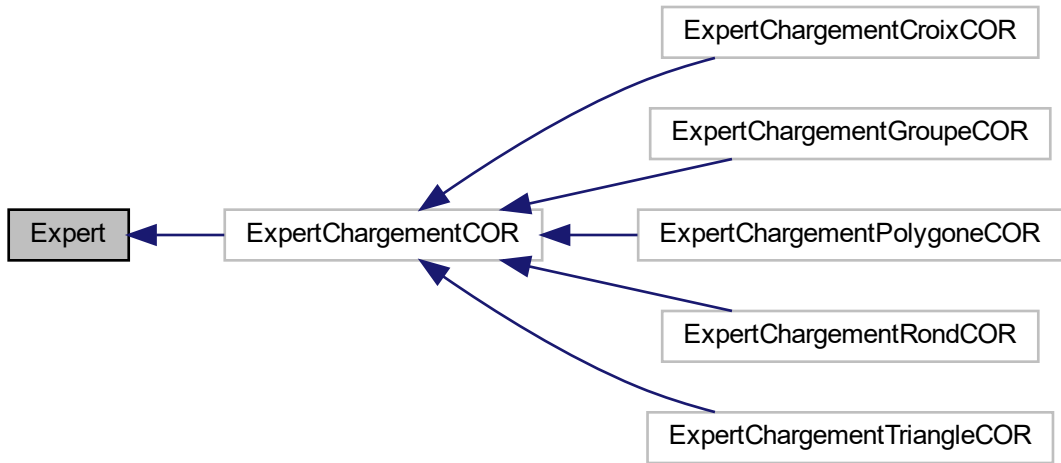 ExpertChargementCroixCOR
ExpertChargementGroupeCOR
Expert
ExpertChargementCOR
ExpertChargementPolygoneCOR
ExpertChargementRondCOR
ExpertChargementTriangleCOR